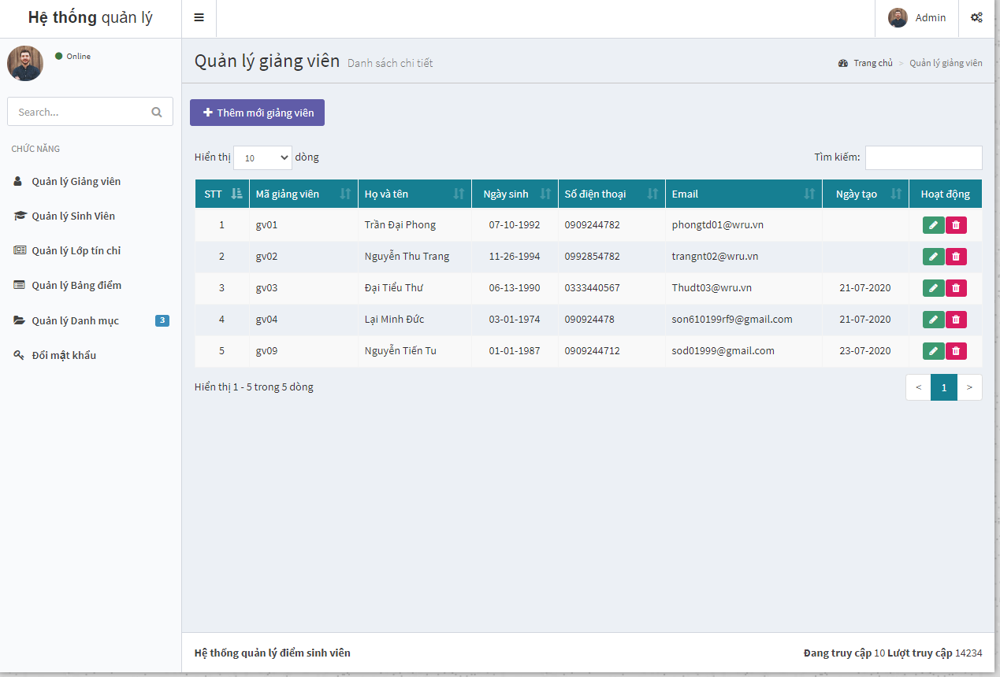 Hệ thống quản lý
Admin
Online
Quản lý giảng viên Danh sách chi tiết
Trang chủ > Quản lý giảng viên
Search...
Thêm mới giảng viên
CHỨC NĂNG
Quản lý Giảng viên
Quản lý Sinh Viên
Quản lý Lớp tín chỉ
Quản lý Bảng điểm
Quản lý Danh mục 3
Đổi mật khẩu
Hiển thị 10 dòng
Tìm kiếm:
STT Mã giảng viên Họ và tên Ngày sinh Số điện thoại Email Ngày tạo Hoạt động
1 gv01 Trần Đại Phong 07-10-1992 0909244782 phongtd01@wru.vn
2 gv02 Nguyễn Thu Trang 11-26-1994 0992854782 trangnt02@wru.vn
3 gv03 Đại Tiểu Thư 06-13-1990 0333440567 Thudt03@wru.vn 21-07-2020
4 gv04 Lại Minh Đức 03-01-1974 090924478 son610199rf9@gmail.com 21-07-2020
5 gv09 Nguyễn Tiến Tu 01-01-1987 0909244712 sod01999@gmail.com 23-07-2020
Hiển thị 1 - 5 trong 5 dòng
< 1 >
Hệ thống quản lý điểm sinh viên
Đang truy cập 10 Lượt truy cập 14234